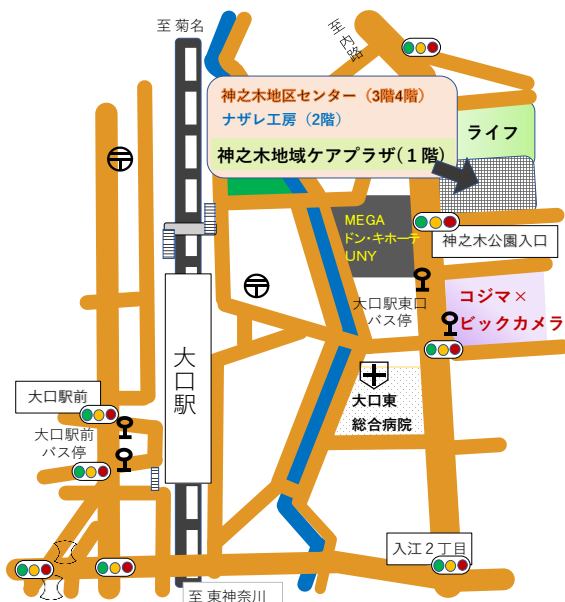 至 菊名
至内路
神之木地区センター（3階4階）
ナザレ工房（2階）
神之木地域ケアプラザ(１階)
ライフ
MEGA
ドン・キホーテ
UNY
神之木公園入口
大口駅東口
バス停
コジマ×
ビックカメラ
大口駅
大口駅前
大口駅前
バス停
大口東
総合病院
入江２丁目
至 東神奈川